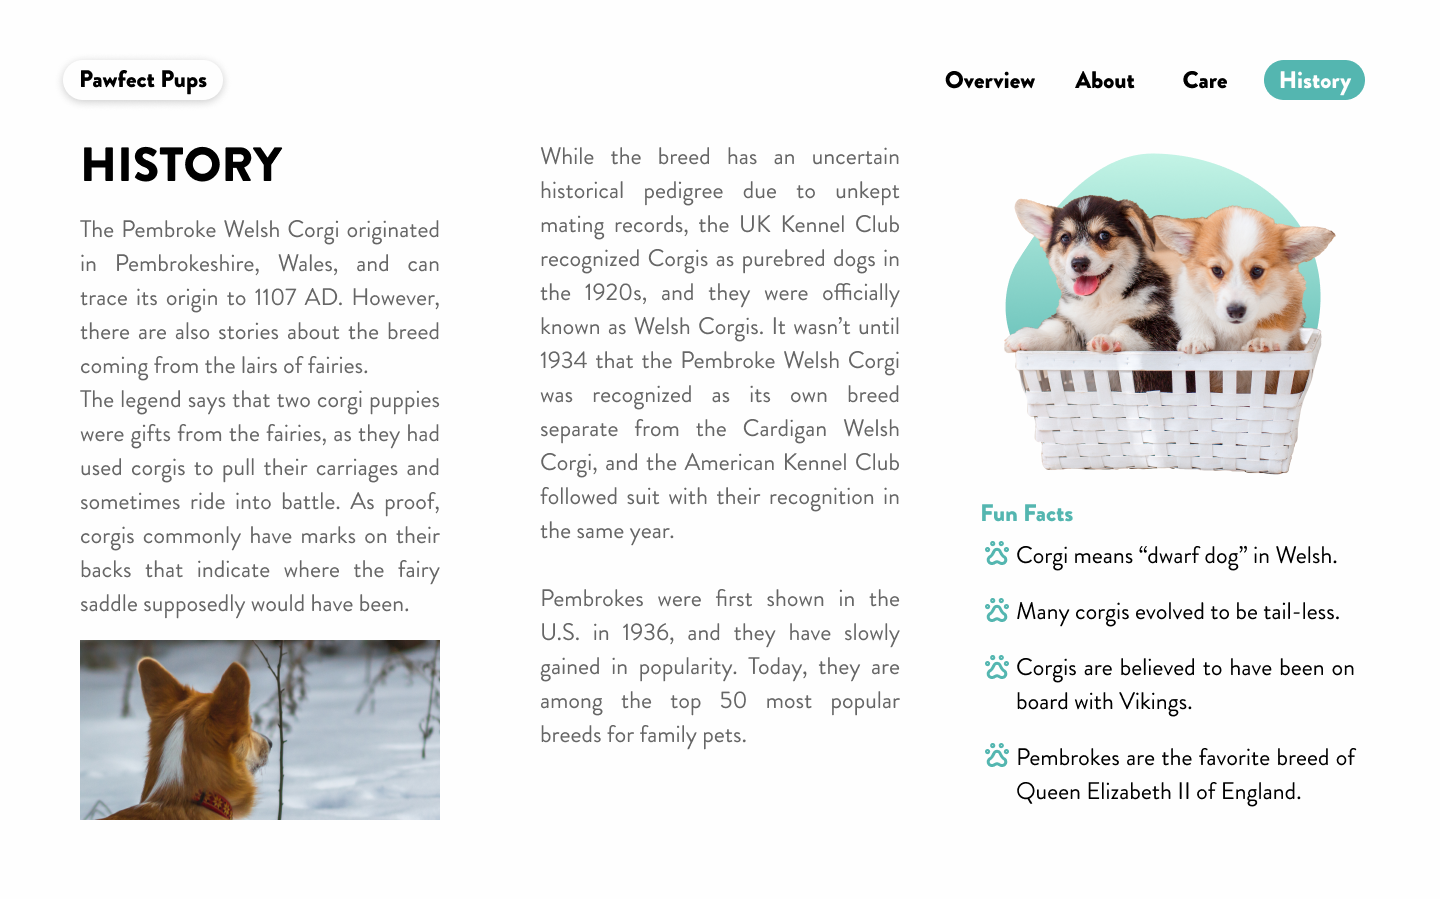 Pawfect Pups
Overview
About
Care
History
HISTORY
The Pembroke Welsh Corgi originated
in Pembrokeshire, Wales, and can
trace its origin to 1107 AD. However,
there are also stories about the breed
coming from the lairs of fairies.
The legend says that two corgi puppies
were gifts from the fairies, as they had
used corgis to pull their carriages and
sometimes ride into battle. As proof,
corgis commonly have marks on their
backs that indicate where the fairy
saddle supposedly would have been.
While the breed has an uncertain
historical pedigree due to unkept
mating records, the UK Kennel Club
recognized Corgis as purebred dogs in
the 1920s, and they were officially
known as Welsh Corgis. It wasn’t until
1934 that the Pembroke Welsh Corgi
was recognized as its own breed
separate from the Cardigan Welsh
Corgi, and the American Kennel Club
followed suit with their recognition in
the same year.
Pembrokes were first shown in the
U.S. in 1936, and they have slowly
gained in popularity. Today, they are
among the top 50 most popular
breeds for family pets.
Fun Facts
Corgi means “dwarf dog” in Welsh.
Many corgis evolved to be tail-less.
Corgis are believed to have been on
board with Vikings.
Pembrokes are the favorite breed of
Queen Elizabeth II of England.